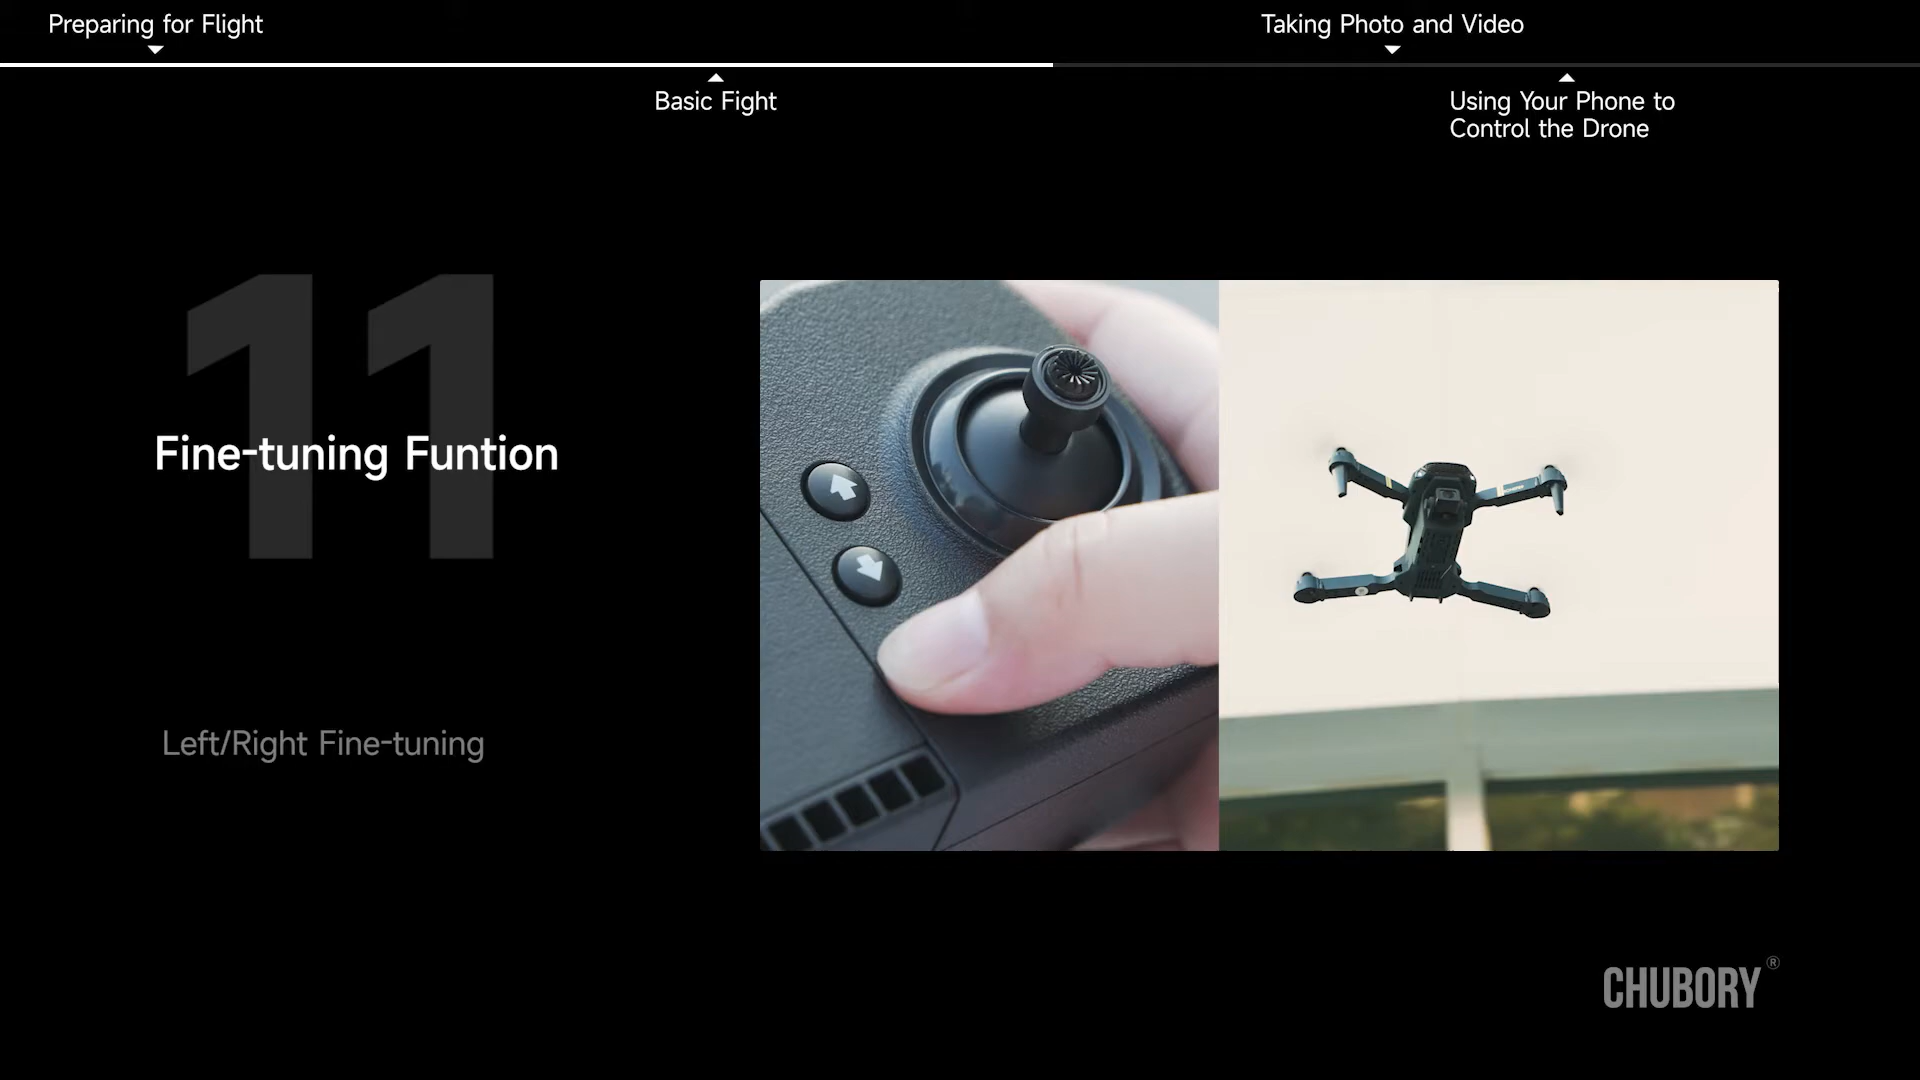 Preparing for Flight
Taking Photo and Video
Basic Fight
Using Your Phone to
Control the Drone
11
Fine-tuning Funtion
Left/Right Fine-tuning
CHUBORY®